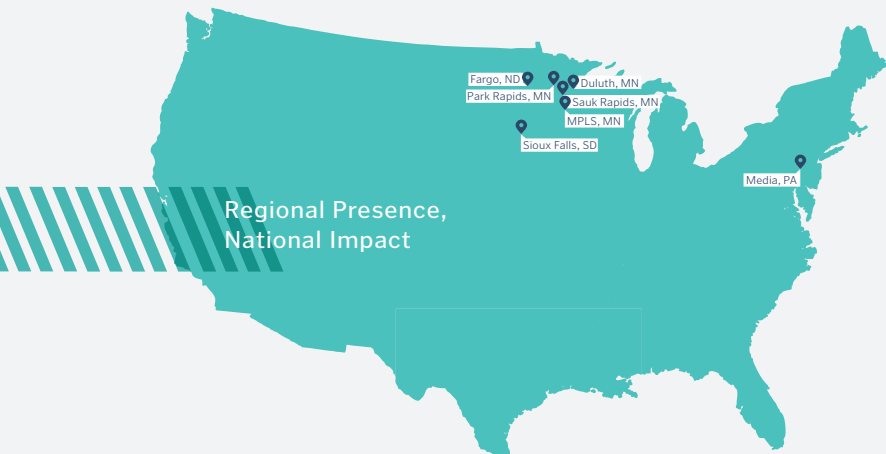 Fargo, ND
Duluth, MN
Park Rapids, MN
Sauk Rapids, MN
MPLS, MN
Sioux Falls, SD
Media, PA
Regional Presence,
National Impact